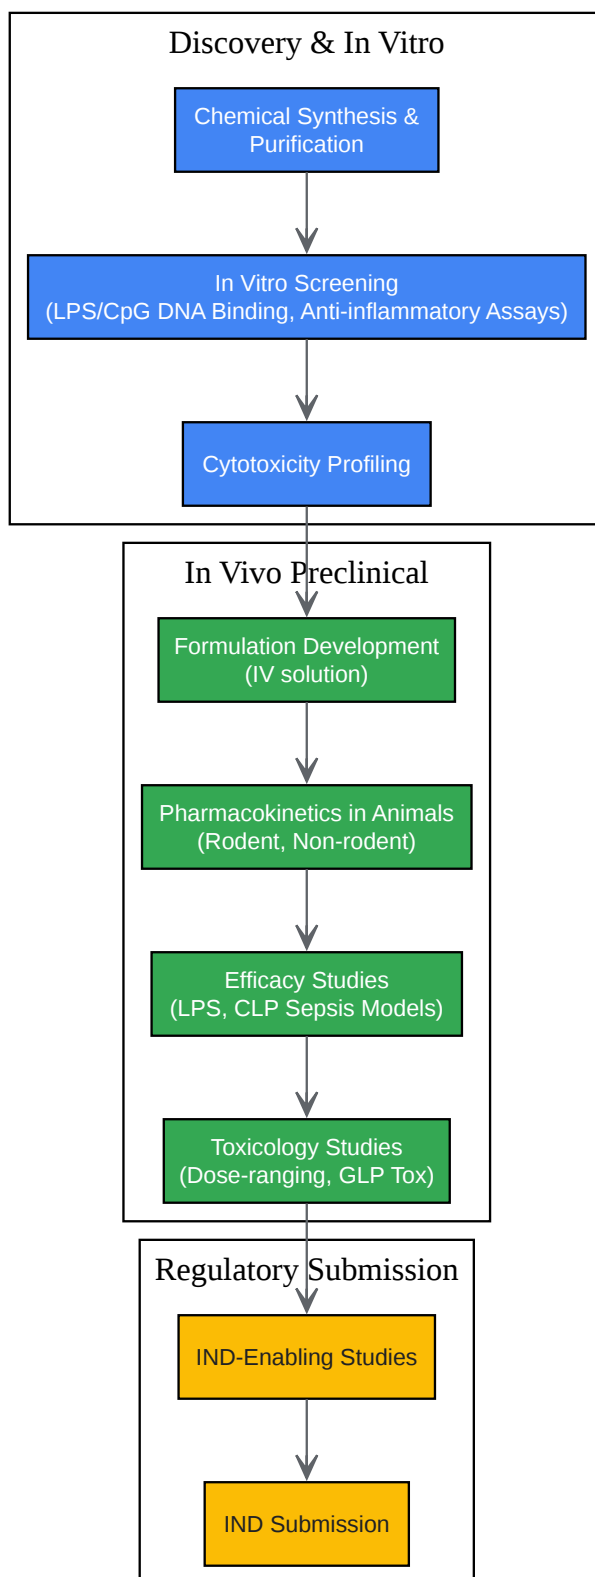 Discovery & In Vitro
Chemical Synthesis &
Purification
In Vitro Screening
(LPS/CpG DNA Binding, Anti-inflammatory Assays)
Cytotoxicity Profiling
In Vivo Preclinical
Formulation Development
(IV solution)
Pharmacokinetics in Animals
(Rodent, Non-rodent)
Efficacy Studies
(LPS, CLP Sepsis Models)
Toxicology Studies
(Dose-ranging, GLP Tox)
Regulatory Submission
IND-Enabling Studies
IND Submission